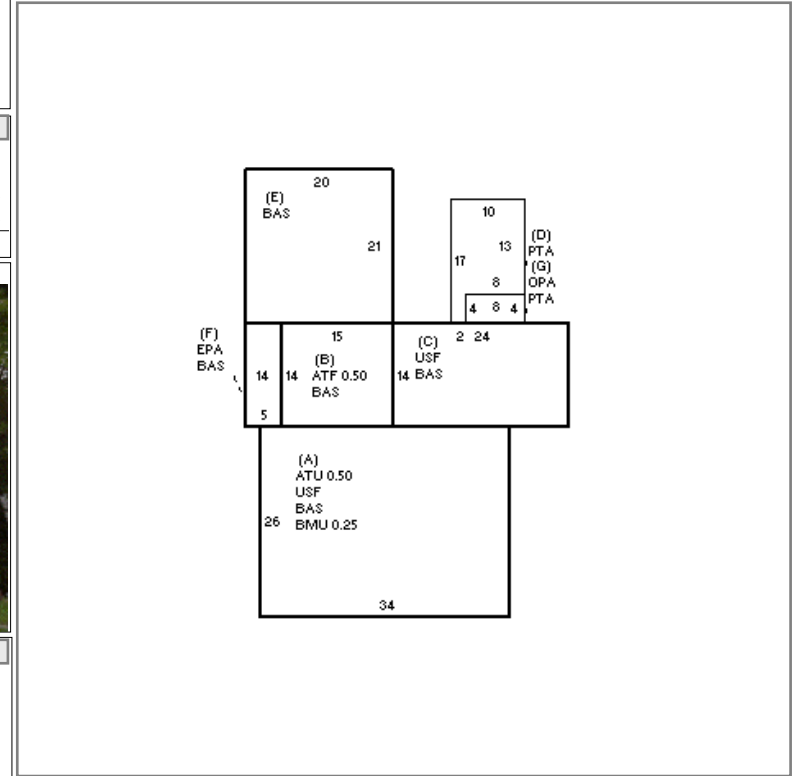 20
(E)
BAS
21
10
13
17
(D)
PTA
(G)
OPA
PTA
8
4 8 4
(F)
EPA
BAS
14
5
15
14
(B)
ATF 0.50
BAS
2 24
(C)
USF
BAS
14
(A)
ATU 0.50
USF
BAS
BMU 0.25
26
34